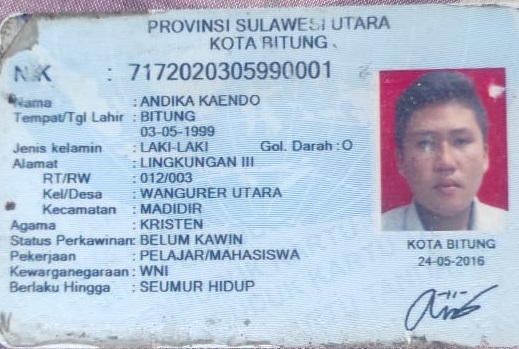 PROVINSI SULAWESI UTARA
KOTA BITUNG
NIK : 7172020305990001
Nama : ANDIKA KAENDO
Tempat/Tgl Lahir : BITUNG
03-05-1999
Jenis kelamin : LAKI-LAKI Gol. Darah : O
Alamat : LINGKUNGAN III
RT/RW : 012/003
Kel/Desa : WANGURER UTARA
Kecamatan : MADIDIR
Agama : KRISTEN
Status Perkawinan: BELUM KAWIN
Pekerjaan : PELAJAR/MAHASISWA
Kewarganegaraan : WNI
Berlaku Hingga : SEUMUR HIDUP
KOTA BITUNG
24-05-2016